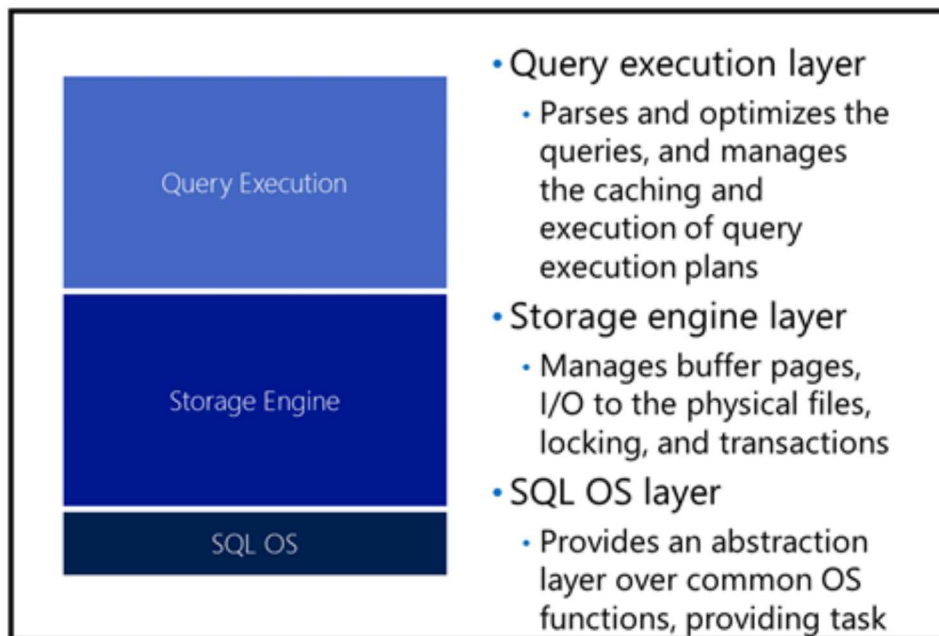 Query Execution
Storage Engine
SQL OS
• Query execution layer
• Parses and optimizes the
queries, and manages
the caching and
execution of query
execution plans
• Storage engine layer
• Manages buffer pages,
I/O to the physical files,
locking, and transactions
• SQL OS layer
• Provides an abstraction
layer over common OS
functions, providing task